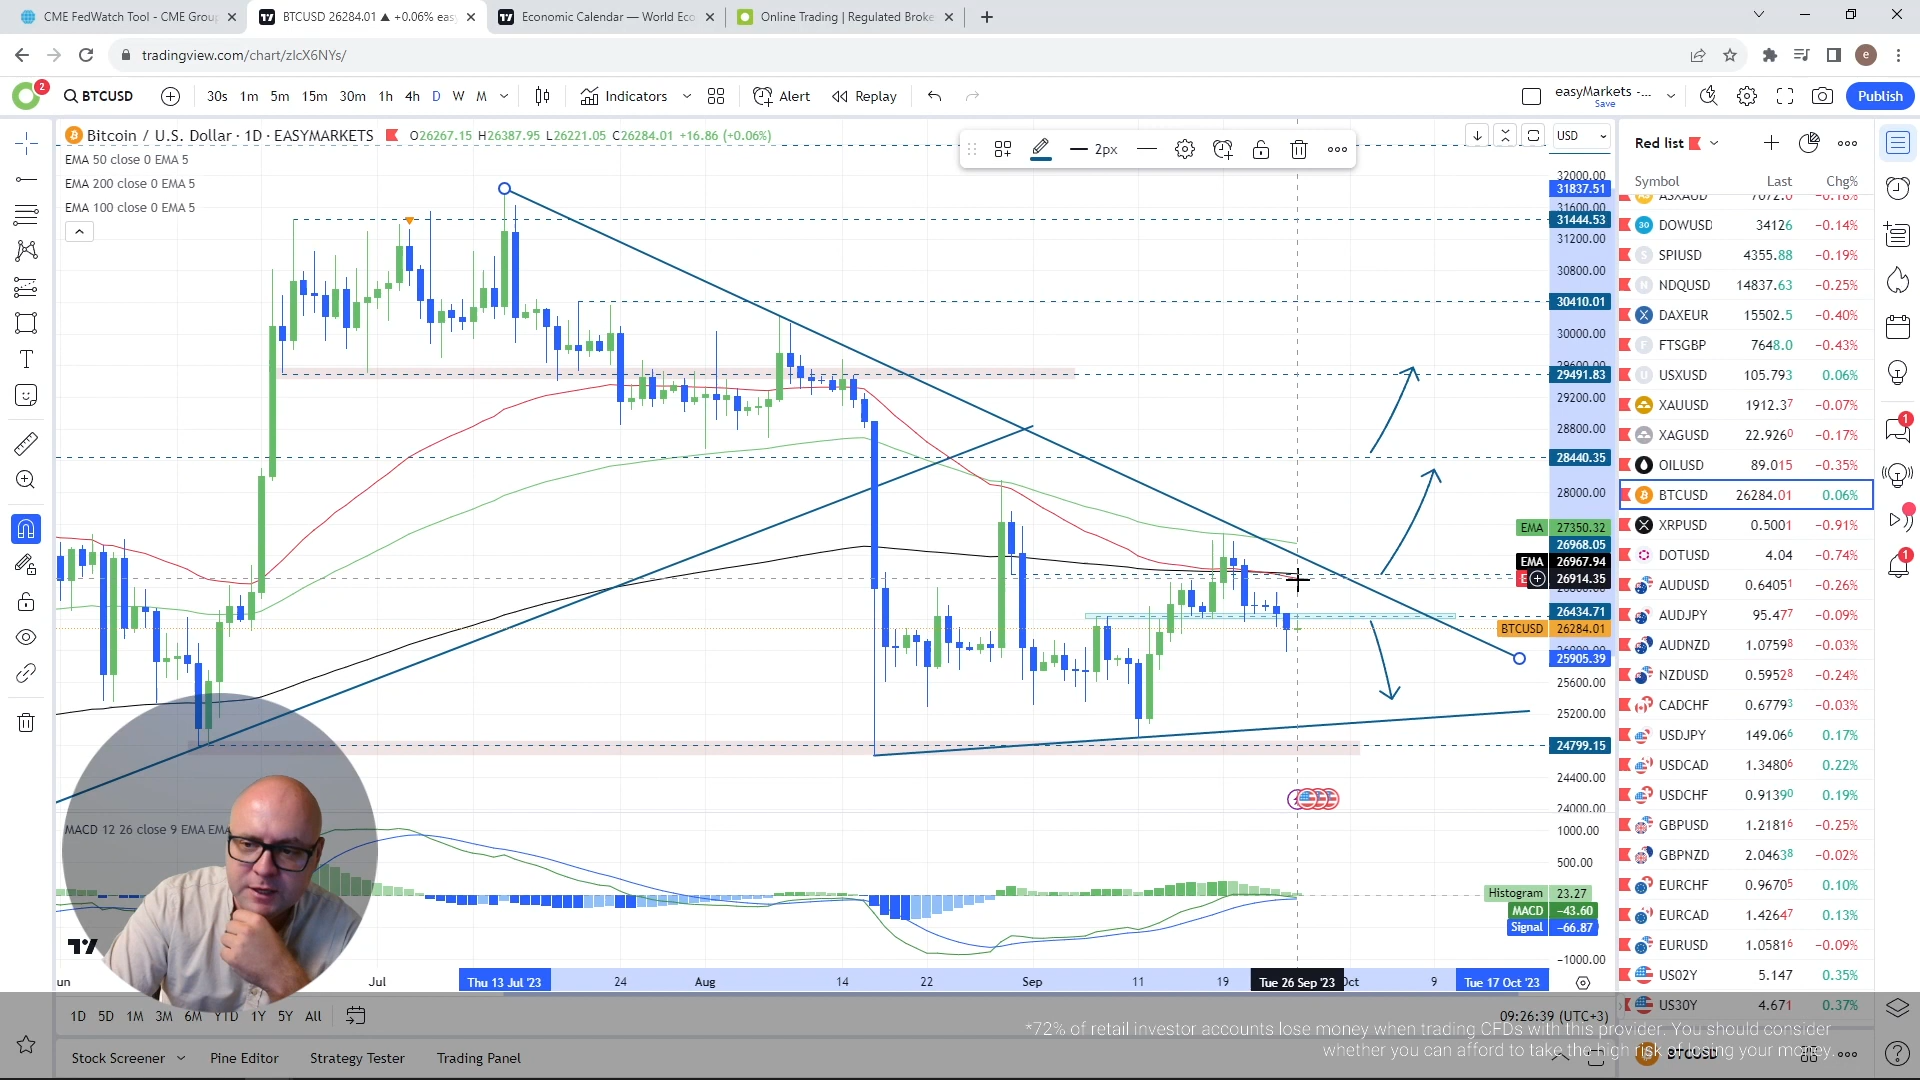 CME FedWatch Tool - CME Grou
BTCUSD 26284.01 ▲ +0.06% eas
Economic Calendar — World Eco
Online Trading | Regulated Broke
tradingview.com/chart/zIcX6NYs/
e
2
BTCUSD
30s 1m 5m 15m 30m 1h 4h D W M
Indicators
Alert
Replay
easyMarkets -...
Save
Publish
Bitcoin / U.S. Dollar · 1D · EASYMARKETS
O26267.15 H26387.95 L26221.05 C26284.01 +16.86 (+0.06%)
EMA 50 close 0 EMA 5
EMA 200 close 0 EMA 5
EMA 100 close 0 EMA 5
2px
USD
32000.00
31837.51
31600.00
31444.53
31200.00
30800.00
30410.01
30000.00
29491.83
29200.00
28800.00
28440.35
28000.00
EMA 27350.32
26968.05
EMA 26967.94
26914.35
26434.71
BTCUSD 26284.01
25905.39
25600.00
25200.00
24799.15
24400.00
24000.00
MACD 12 26 close 9 EMA EMA
1000.00
500.00
Histogram 23.27
MACD −43.60
Signal −66.87
−1000.00
un
Jul
Thu 13 Jul '23
24
Aug
14
22
Sep
11
19
Tue 26 Sep '23
Oct
9
Tue 17 Oct '23
1D 5D 1M 3M 6M YTD 1Y 5Y All
09:26:39 (UTC+3)
Stock Screener
Pine Editor
Strategy Tester
Trading Panel
Red list
Symbol Last Chg%
ASXAUD 7072.0 −0.18%
DOWUSD 34126 −0.14%
SPIUSD 4355.88 −0.19%
NDQUSD 14837.63 −0.25%
DAXEUR 15502.5 −0.40%
FTSGBP 7648.0 −0.43%
USXUSD 105.793 0.06%
XAUUSD 1912.37 −0.07%
XAGUSD 22.9260 −0.17%
OILUSD 89.015 −0.35%
BTCUSD 26284.01 0.06%
XRPUSD 0.5001 −0.91%
DOTUSD 4.04 −0.74%
AUDUSD 0.64051 −0.26%
AUDJPY 95.477 −0.09%
AUDNZD 1.07598 −0.03%
NZDUSD 0.59528 −0.24%
CADCHF 0.67793 −0.03%
USDJPY 149.066 0.17%
USDCAD 1.34806 0.22%
USDCHF 0.91390 0.19%
GBPUSD 1.21816 −0.25%
GBPNZD 2.04638 −0.02%
EURCHF 0.96705 0.10%
EURCAD 1.42647 0.13%
EURUSD 1.05816 −0.09%
US02Y 5.147 0.35%
US30Y 4.671 0.37%
BTCUSD
1
1
*72% of retail investor accounts lose money when trading CFDs with this provider. You should consider
whether you can afford to take the high risk of losing your money.